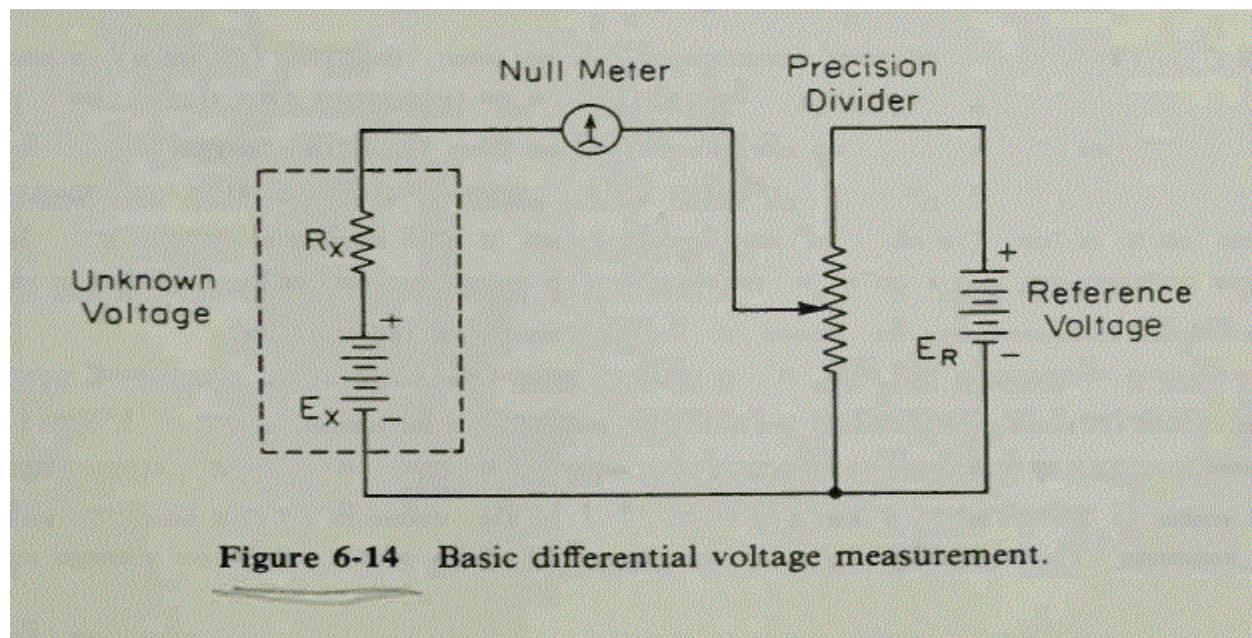 Null Meter
Precision
Divider
Rx
Unknown
Voltage
+
Ex
-
+
Reference
Voltage
ER
-
Figure 6-14 Basic differential voltage measurement.